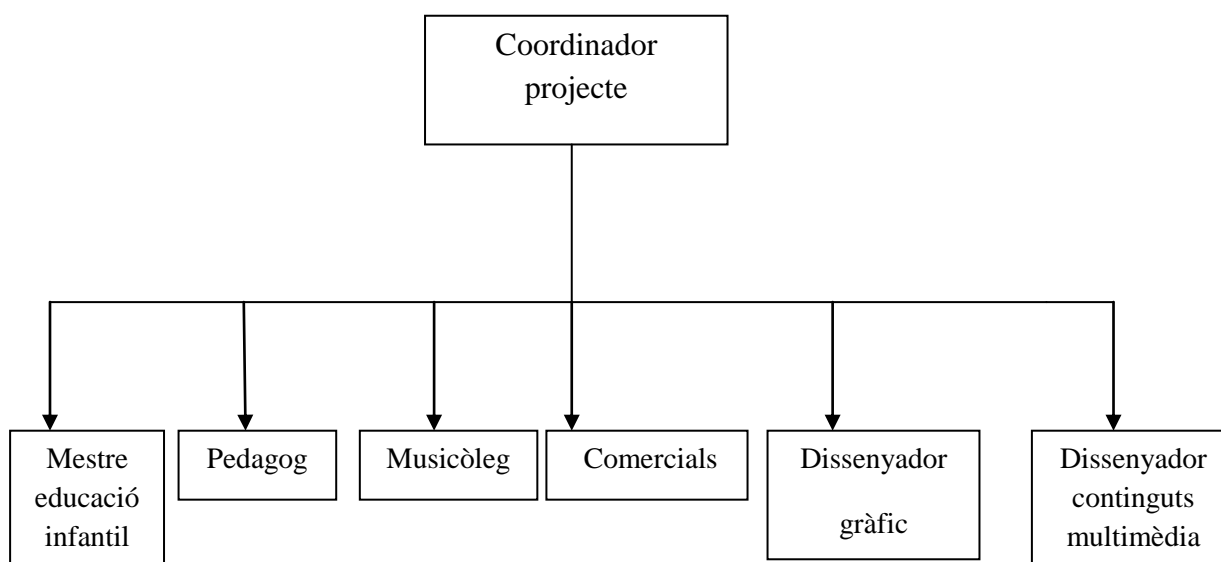 Coordinador
projecte
Mestre
educació
infantil
Pedagog
Musicòleg
Comercials
Dissenyador
gràfic
Dissenyador
continguts
multimèdia